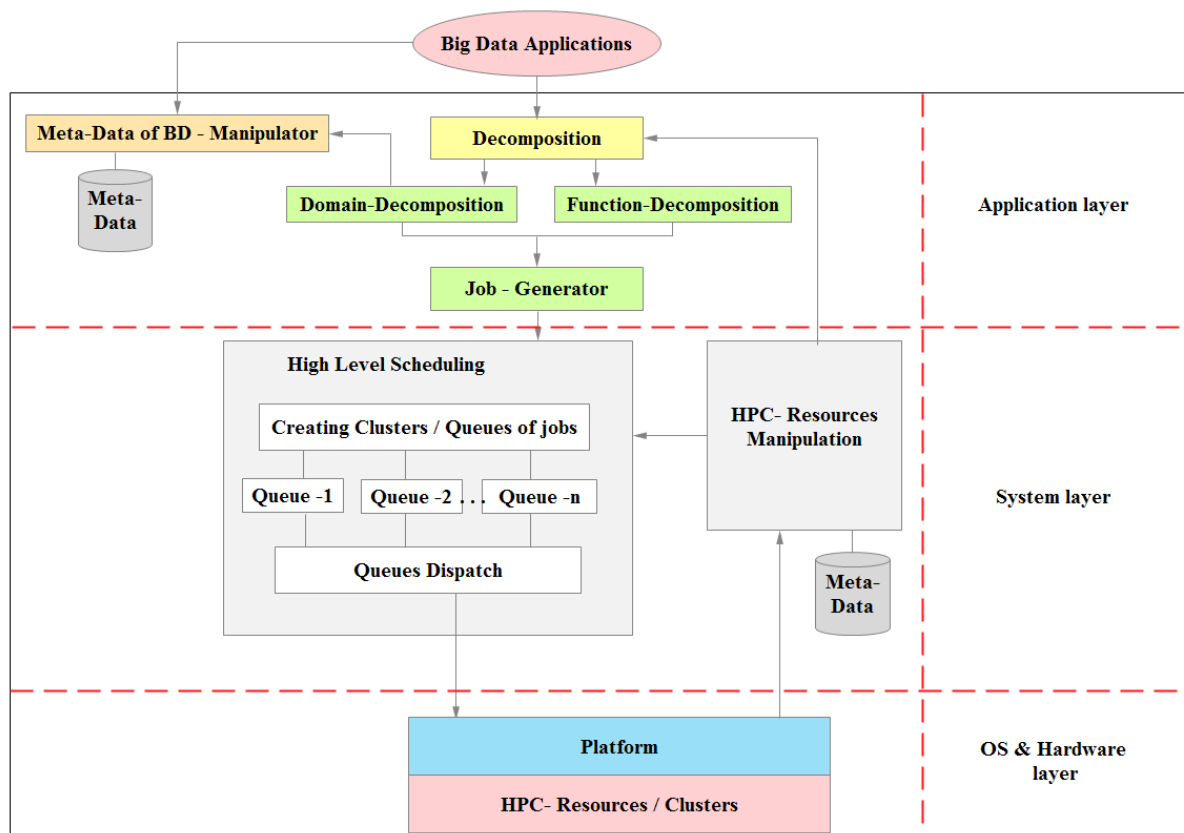 Big Data Applications
Meta-Data of BD - Manipulator
Decomposition
Meta-
Data
Domain-Decomposition
Function-Decomposition
Application layer
Job - Generator
High Level Scheduling
Creating Clusters / Queues of jobs
HPC- Resources
Manipulation
Queue -1
Queue -2 . . .
Queue -n
System layer
Queues Dispatch
Meta-
Data
Platform
OS & Hardware
layer
HPC- Resources / Clusters